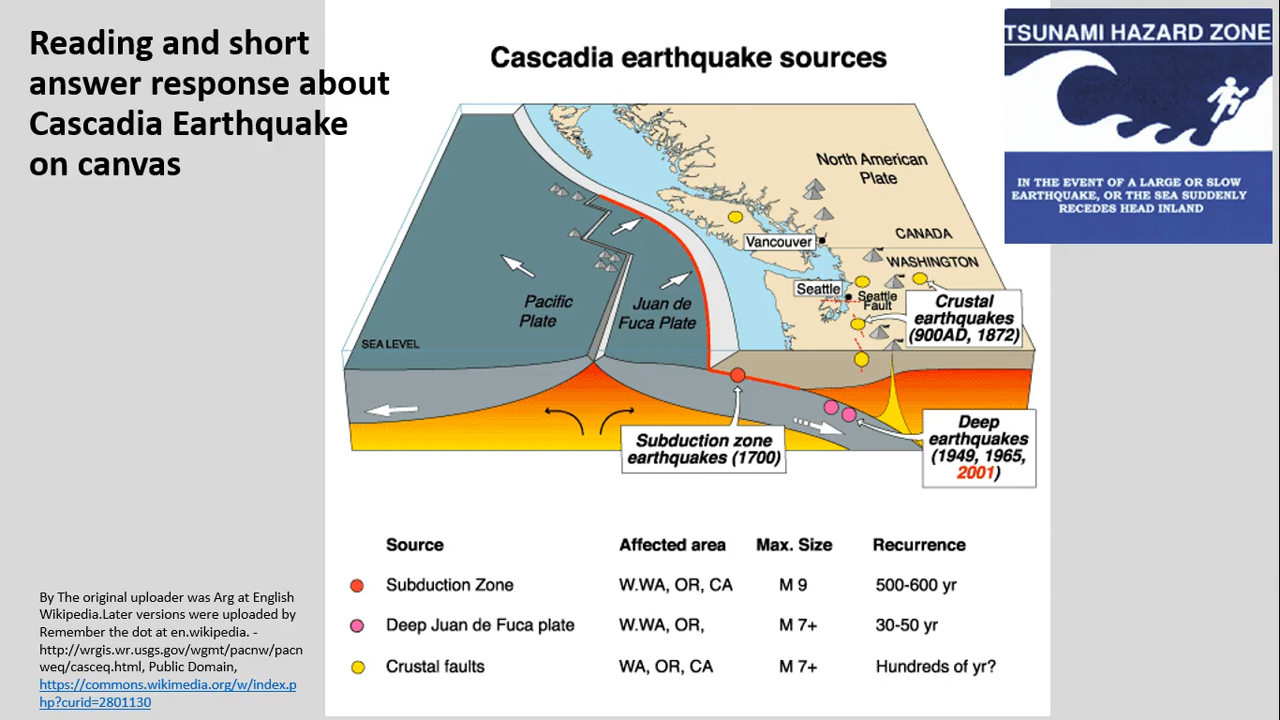 Reading and short
answer response about
Cascadia Earthquake
on canvas
Cascadia earthquake sources
TSUNAMI HAZARD ZONE
IN THE EVENT OF A LARGE OR SLOW
EARTHQUAKE, OR THE SEA SUDDENLY
RECEDES HEAD INLAND
North American
Plate
CANADA
Vancouver
WASHINGTON
Seattle
Seattle
Fault
Crustal
earthquakes
(900AD, 1872)
Pacific
Plate
Juan de
Fuca Plate
SEA LEVEL
Subduction zone
earthquakes (1700)
Deep
earthquakes
(1949, 1965,
2001)
Source Affected area Max. Size Recurrence
Subduction Zone W.WA, OR, CA M 9 500-600 yr
Deep Juan de Fuca plate W.WA, OR, M 7+ 30-50 yr
Crustal faults WA, OR, CA M 7+ Hundreds of yr?
By The original uploader was Arg at English
Wikipedia.Later versions were uploaded by
Remember the dot at en.wikipedia. -
http://wrgis.wr.usgs.gov/wgmt/pacnw/pacn
weq/casceq.html, Public Domain,
https://commons.wikimedia.org/w/index.p
hp?curid=2801130